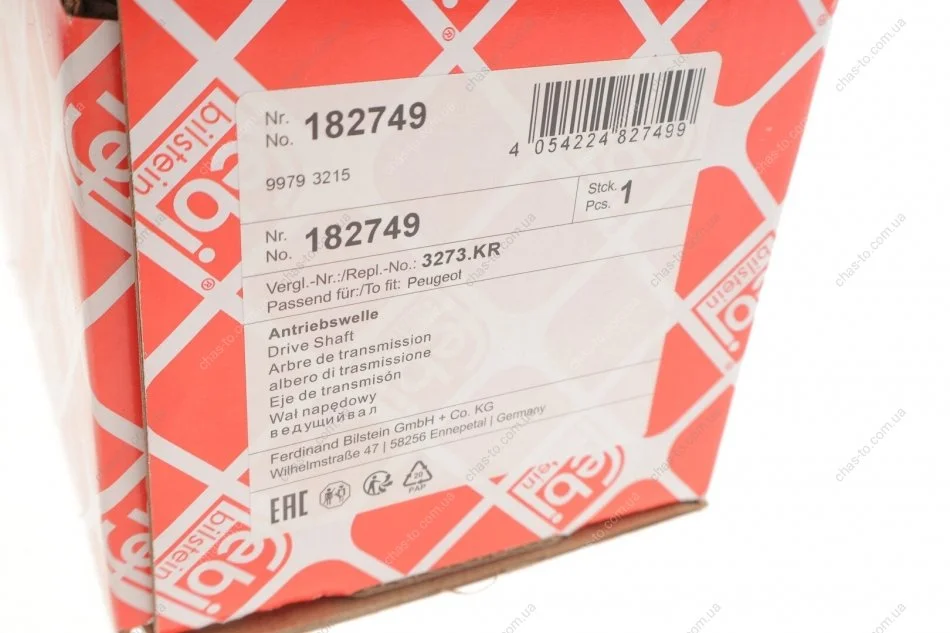 Nr. No. 182749
4 054224 827499
9979 3215
Stck. Pcs. 1
Nr. No. 182749
Vergl.-Nr.:/Repl.-No.: 3273.KR
Passend für:/To fit: Peugeot
Antriebswelle
Drive Shaft
Arbre de transmission
albero di trasmissione
Eje de transmisón
Wał napędowy
ведущийвал
Ferdinand Bilstein GmbH + Co. KG
Wilhelmstraße 47 | 58256 Ennepetal | Germany
EAC
20
PAP
febi
bilstein
®
chas-to.com.ua